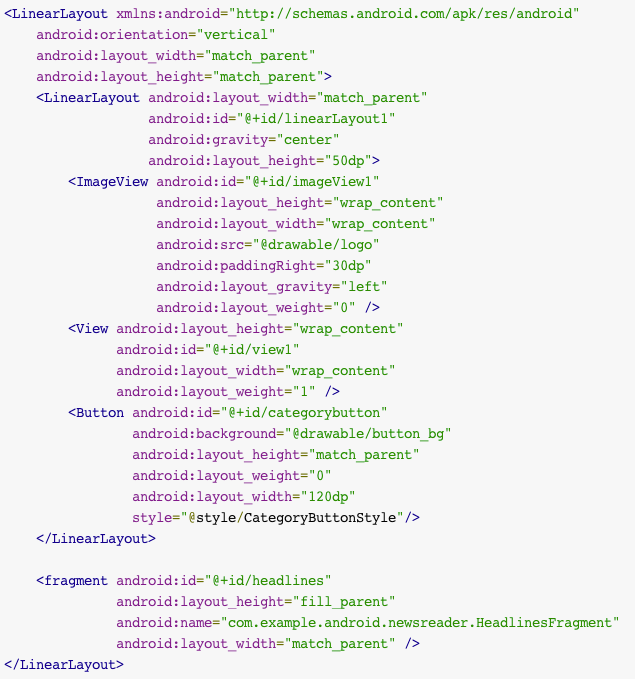 <LinearLayout xmlns:android="http://schemas.android.com/apk/res/android"
    android:orientation="vertical"
    android:layout_width="match_parent"
    android:layout_height="match_parent">
    <LinearLayout android:layout_width="match_parent"
                  android:id="@+id/linearLayout1"
                  android:gravity="center"
                  android:layout_height="50dp">
        <ImageView android:id="@+id/imageView1"
                   android:layout_height="wrap_content"
                   android:layout_width="wrap_content"
                   android:src="@drawable/logo"
                   android:paddingRight="30dp"
                   android:layout_gravity="left"
                   android:layout_weight="0" />
        <View android:layout_height="wrap_content"
              android:id="@+id/view1"
              android:layout_width="wrap_content"
              android:layout_weight="1" />
        <Button android:id="@+id/categorybutton"
                android:background="@drawable/button_bg"
                android:layout_height="match_parent"
                android:layout_weight="0"
                android:layout_width="120dp"
                style="@style/CategoryButtonStyle"/>
    </LinearLayout>

    <fragment android:id="@+id/headlines"
              android:layout_height="fill_parent"
              android:name="com.example.android.newsreader.HeadlinesFragment"
              android:layout_width="match_parent" />
</LinearLayout>